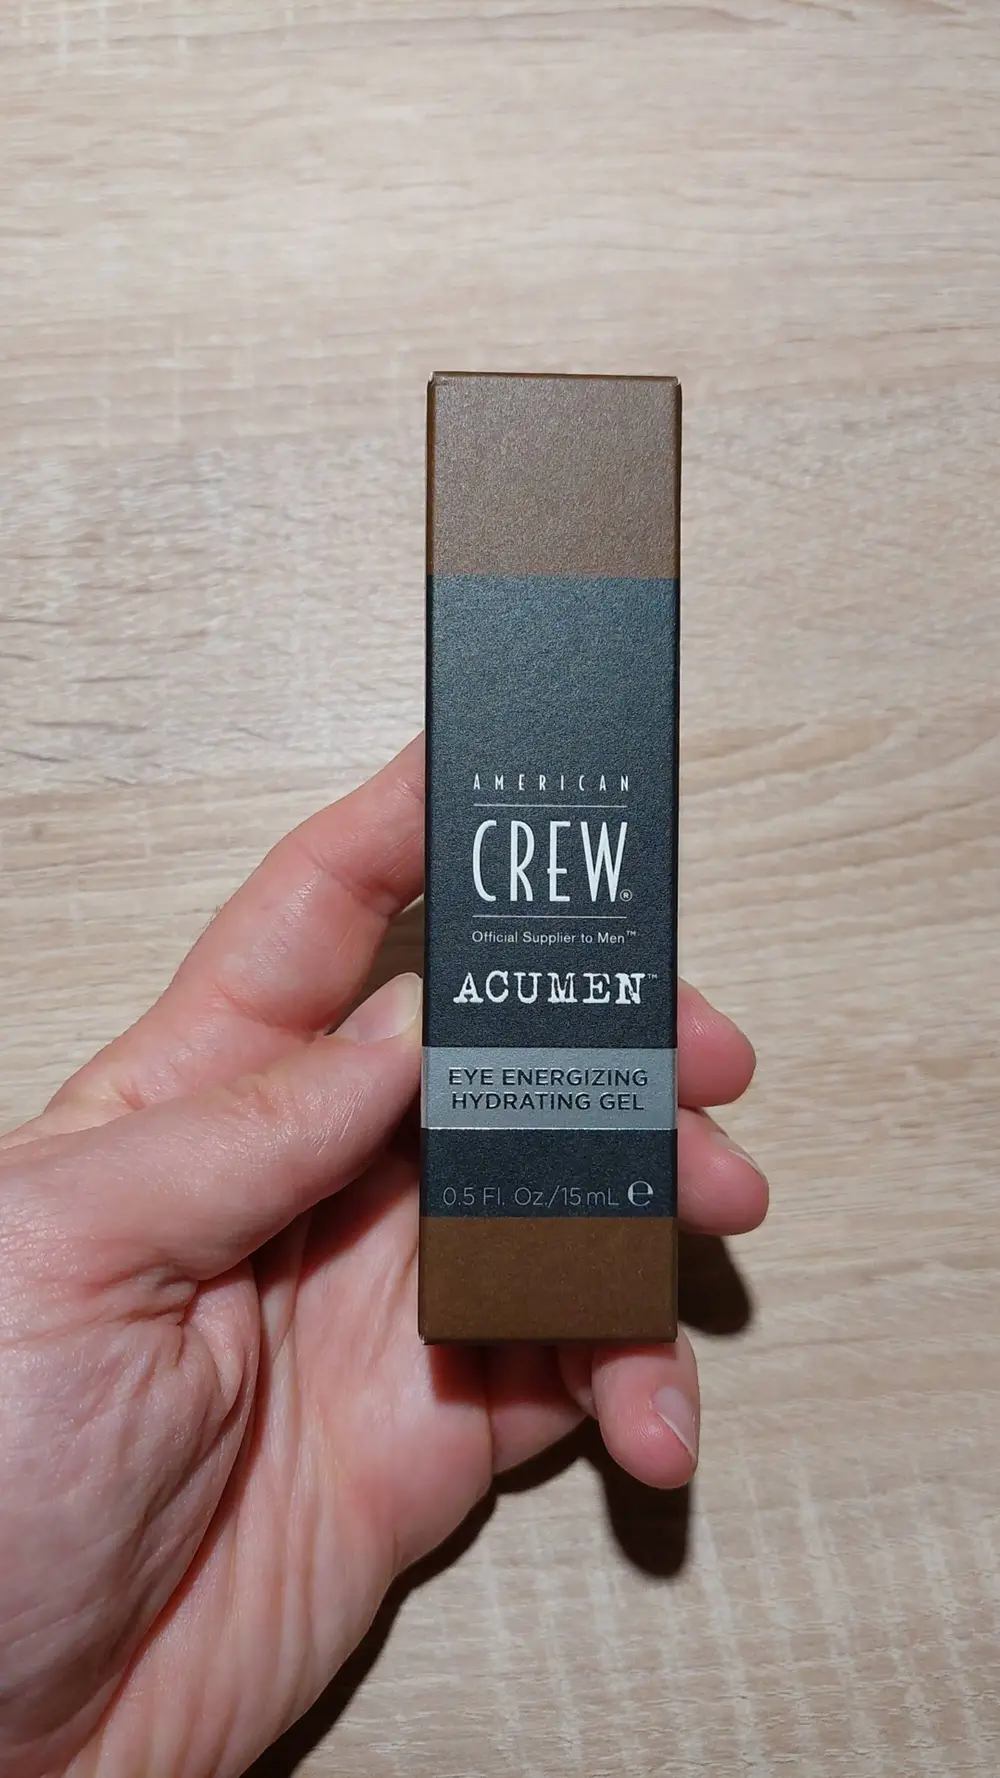 AMERICAN
CREW®
Official Supplier to Men™
ACUMEN™
EYE ENERGIZING
HYDRATING GEL
0.5 Fl. Oz./15 mL ℮